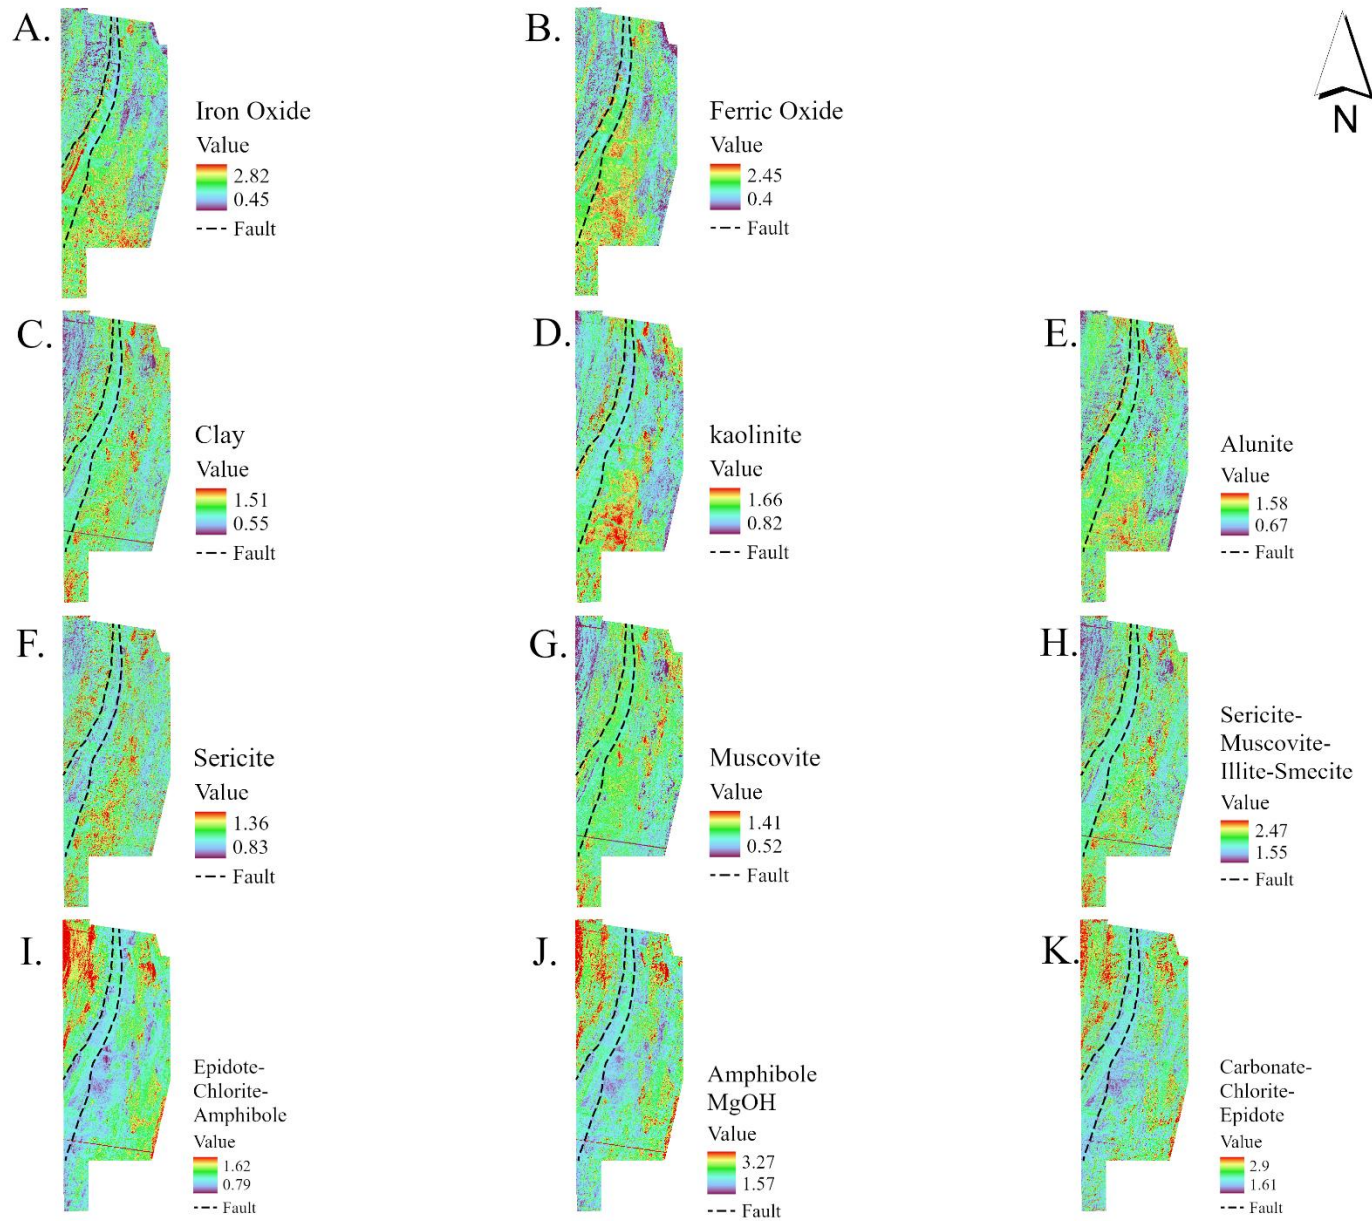 A.
Iron Oxide
Value
2.82
0.45
Fault
B.
Ferric Oxide
Value
2.45
0.4
Fault
N
C.
Clay
Value
1.51
0.55
Fault
D.
kaolinite
Value
1.66
0.82
Fault
E.
Alunite
Value
1.58
0.67
Fault
F.
Sericite
Value
1.36
0.83
Fault
G.
Muscovite
Value
1.41
0.52
Fault
H.
Sericite-
Muscovite-
Illite-Smecite
Value
2.47
1.55
Fault
I.
Epidote-
Chlorite-
Amphibole
Value
1.62
0.79
Fault
J.
Amphibole
MgOH
Value
3.27
1.57
Fault
K.
Carbonate-
Chlorite-
Epidote
Value
2.9
1.61
Fault